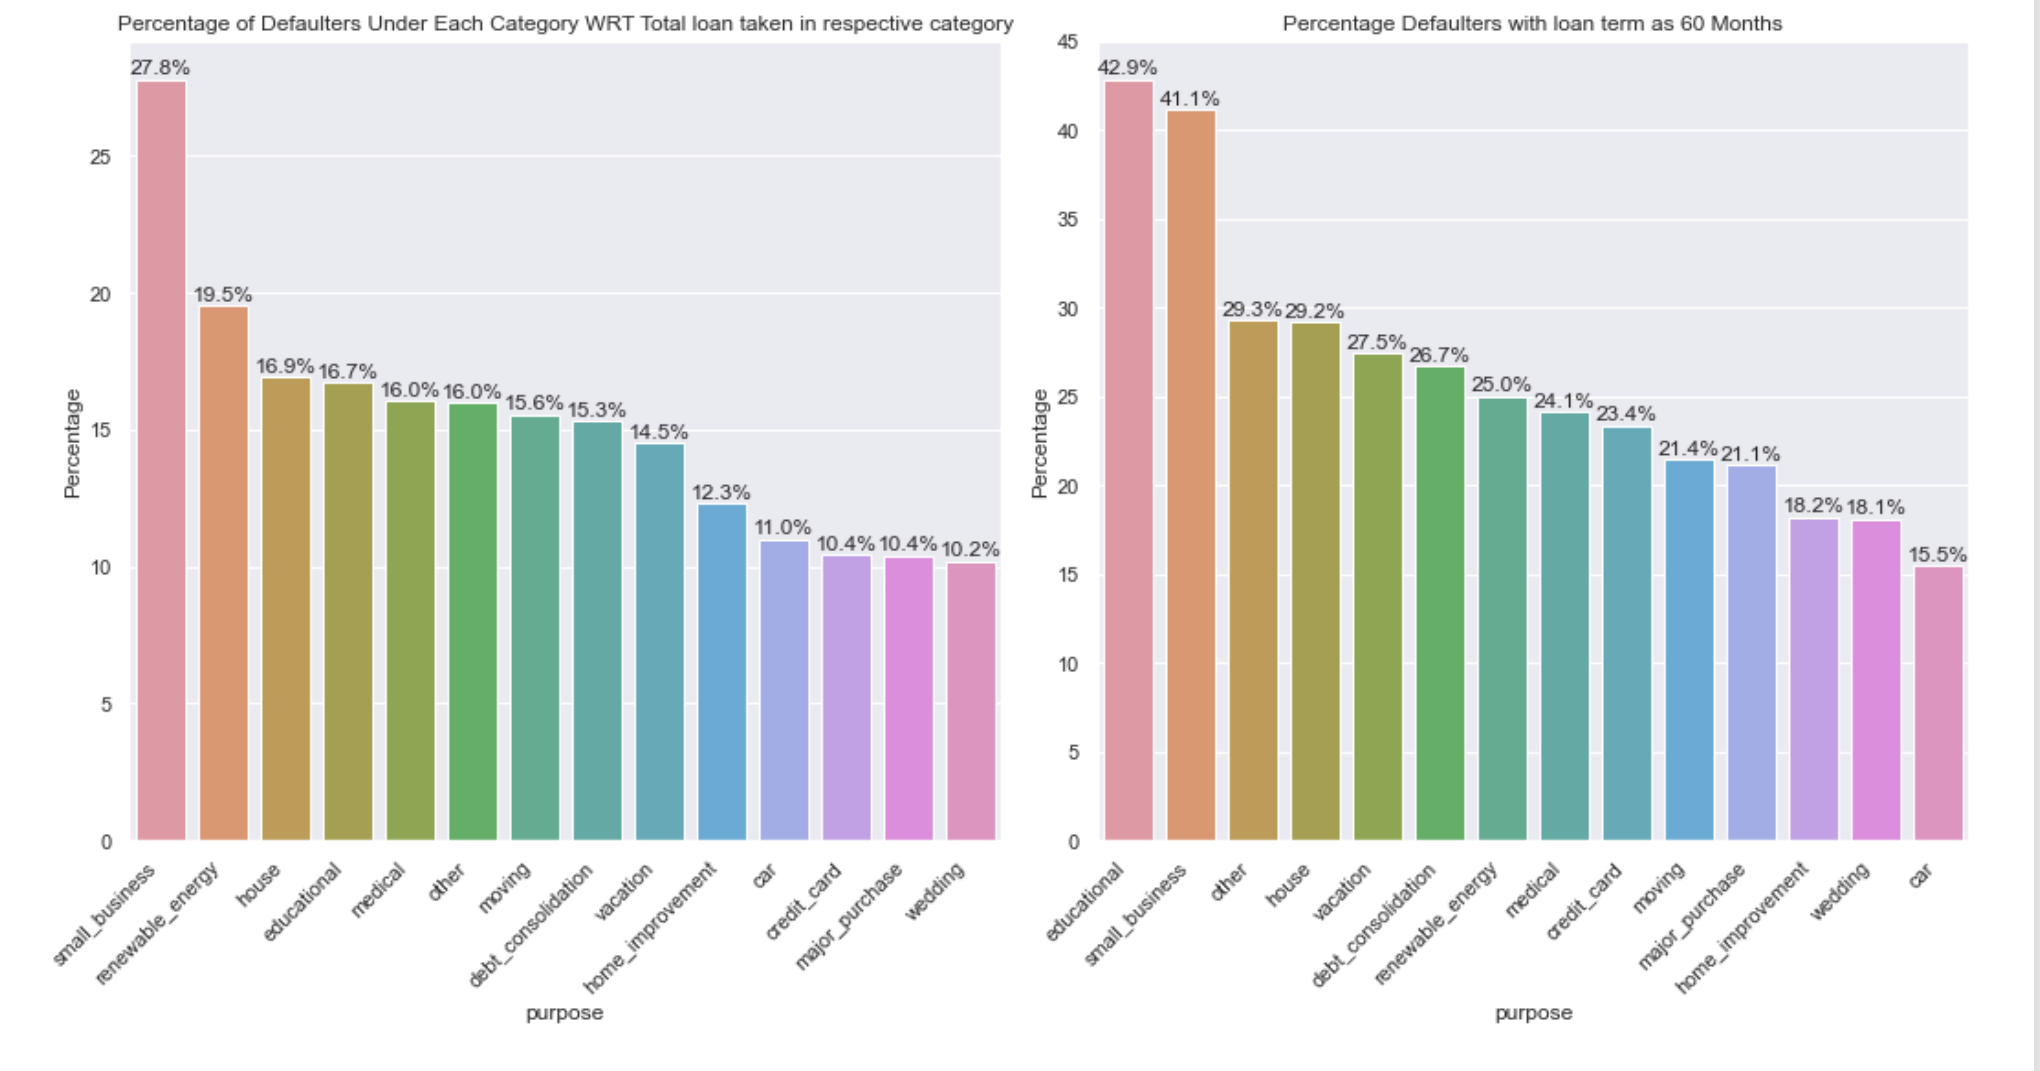 Percentage of Defaulters Under Each Category WRT Total loan taken in respective category
27.8%
19.5%
16.9%
16.7%
16.0%
16.0%
15.6%
15.3%
14.5%
12.3%
11.0%
10.4%
10.4%
10.2%
25
20
15
10
5
0
Percentage
small_business
renewable_energy
house
educational
medical
other
moving
debt_consolidation
vacation
home_improvement
car
credit_card
major_purchase
wedding
purpose
Percentage Defaulters with loan term as 60 Months
42.9%
41.1%
29.3%
29.2%
27.5%
26.7%
25.0%
24.1%
23.4%
21.4%
21.1%
18.2%
18.1%
15.5%
45
40
35
30
25
20
15
10
5
0
Percentage
educational
small_business
other
house
vacation
debt_consolidation
renewable_energy
medical
credit_card
moving
major_purchase
home_improvement
wedding
car
purpose